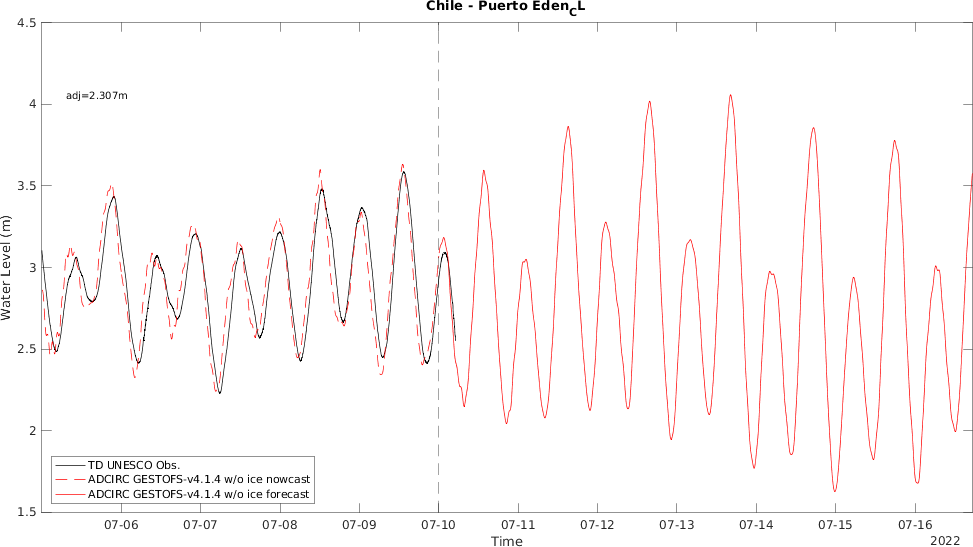 Chile - Puerto Eden_CL
4.5
4
3.5
3
2.5
2
1.5
Water Level (m)
adj=2.307m
TD UNESCO Obs.
ADCIRC GESTOFS-v4.1.4 w/o ice nowcast
ADCIRC GESTOFS-v4.1.4 w/o ice forecast
07-06 07-07 07-08 07-09 07-10 07-11 07-12 07-13 07-14 07-15 07-16
Time
2022